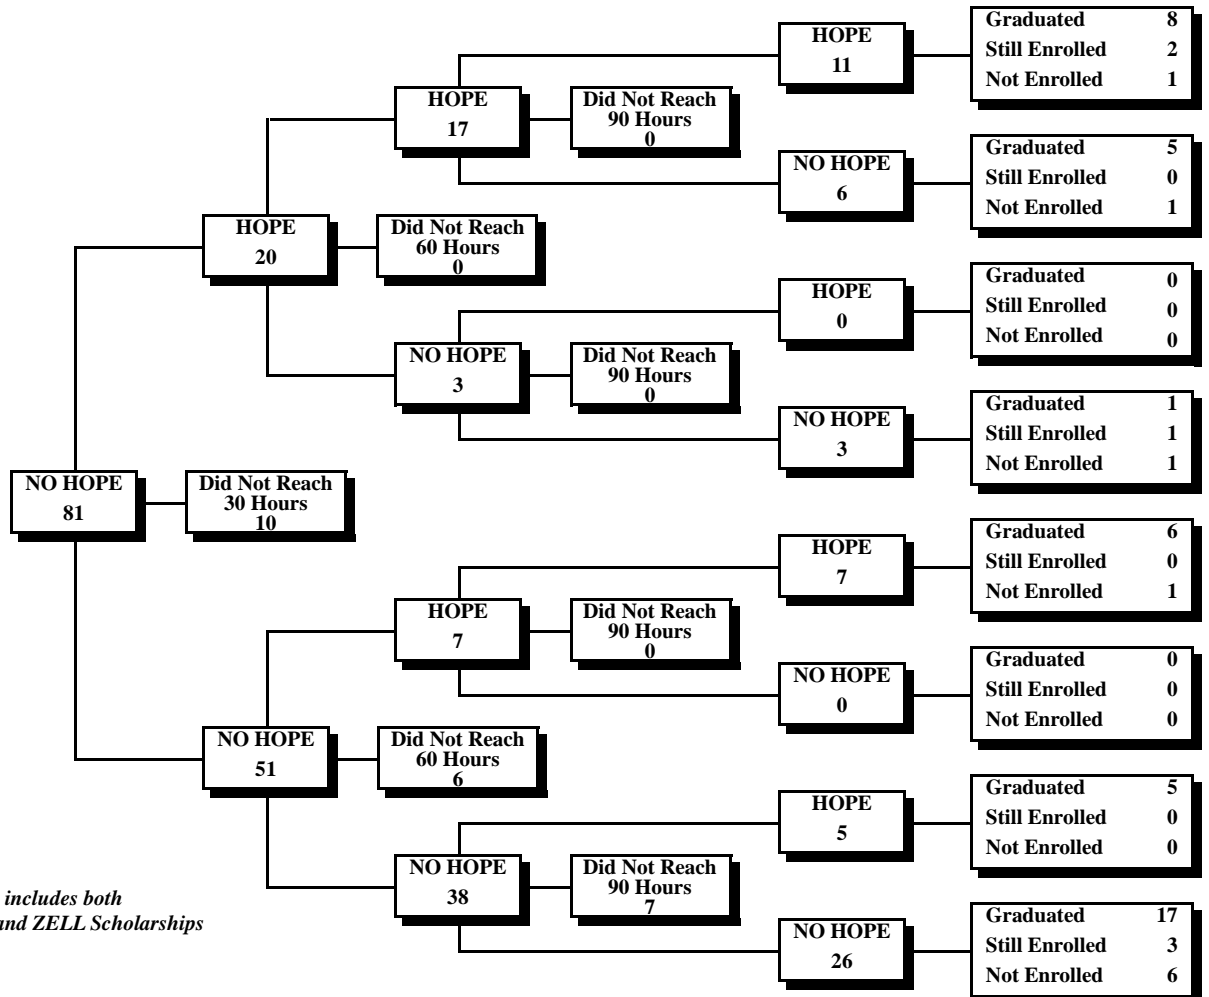 Graduated 8
Still Enrolled 2
Not Enrolled 1
HOPE
11
HOPE
17
Did Not Reach
90 Hours
0
Graduated 5
Still Enrolled 0
Not Enrolled 1
NO HOPE
6
HOPE
20
Did Not Reach
60 Hours
0
Graduated 0
Still Enrolled 0
Not Enrolled 0
HOPE
0
NO HOPE
3
Did Not Reach
90 Hours
0
Graduated 1
Still Enrolled 1
Not Enrolled 1
NO HOPE
3
NO HOPE
81
Did Not Reach
30 Hours
10
Graduated 6
Still Enrolled 0
Not Enrolled 1
HOPE
7
HOPE
7
Did Not Reach
90 Hours
0
Graduated 0
Still Enrolled 0
Not Enrolled 0
NO HOPE
0
NO HOPE
51
Did Not Reach
60 Hours
6
Graduated 5
Still Enrolled 0
Not Enrolled 0
HOPE
5
NO HOPE
38
Did Not Reach
90 Hours
7
includes both
and ZELL Scholarships
Graduated 17
Still Enrolled 3
Not Enrolled 6
NO HOPE
26